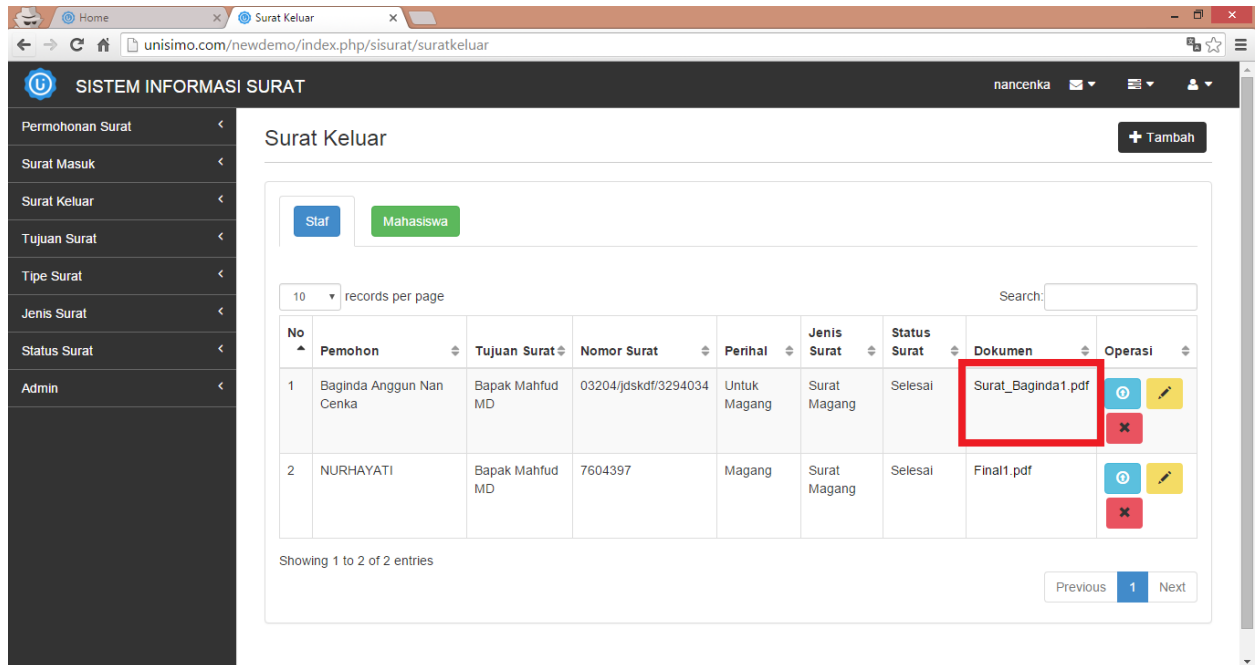 Home
Surat Keluar
unisimo.com/newdemo/index.php/sisurat/suratkeluar
SISTEM INFORMASI SURAT
nancenka
Permohonan Surat
Surat Masuk
Surat Keluar
Tujuan Surat
Tipe Surat
Jenis Surat
Status Surat
Admin
Surat Keluar
Tambah
Staf
Mahasiswa
10 records per page
Search:
No Pemohon Tujuan Surat Nomor Surat Perihal Jenis Surat Status Surat Dokumen Operasi
1 Baginda Anggun Nan Cenka Bapak Mahfud MD 03204/jdskdf/3294034 Untuk Magang Surat Magang Selesai Surat_Baginda1.pdf
2 NURHAYATI Bapak Mahfud MD 7604397 Magang Surat Magang Selesai Final1.pdf
Showing 1 to 2 of 2 entries
Previous 1 Next